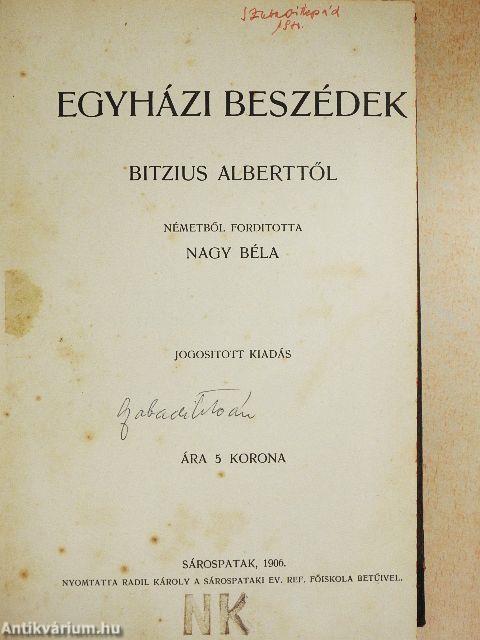 EGYHÁZI BESZÉDEK
BITZIUS ALBERTTŐL
NÉMETBŐL FORDITOTTA
NAGY BÉLA
JOGOSITOTT KIADÁS
ÁRA 5 KORONA
SÁROSPATAK, 1906.
NYOMTATTA RADIL KÁROLY A SÁROSPATAKI EV. REF. FŐISKOLA BETŰIVEL.
NK
Antikvárium.hu